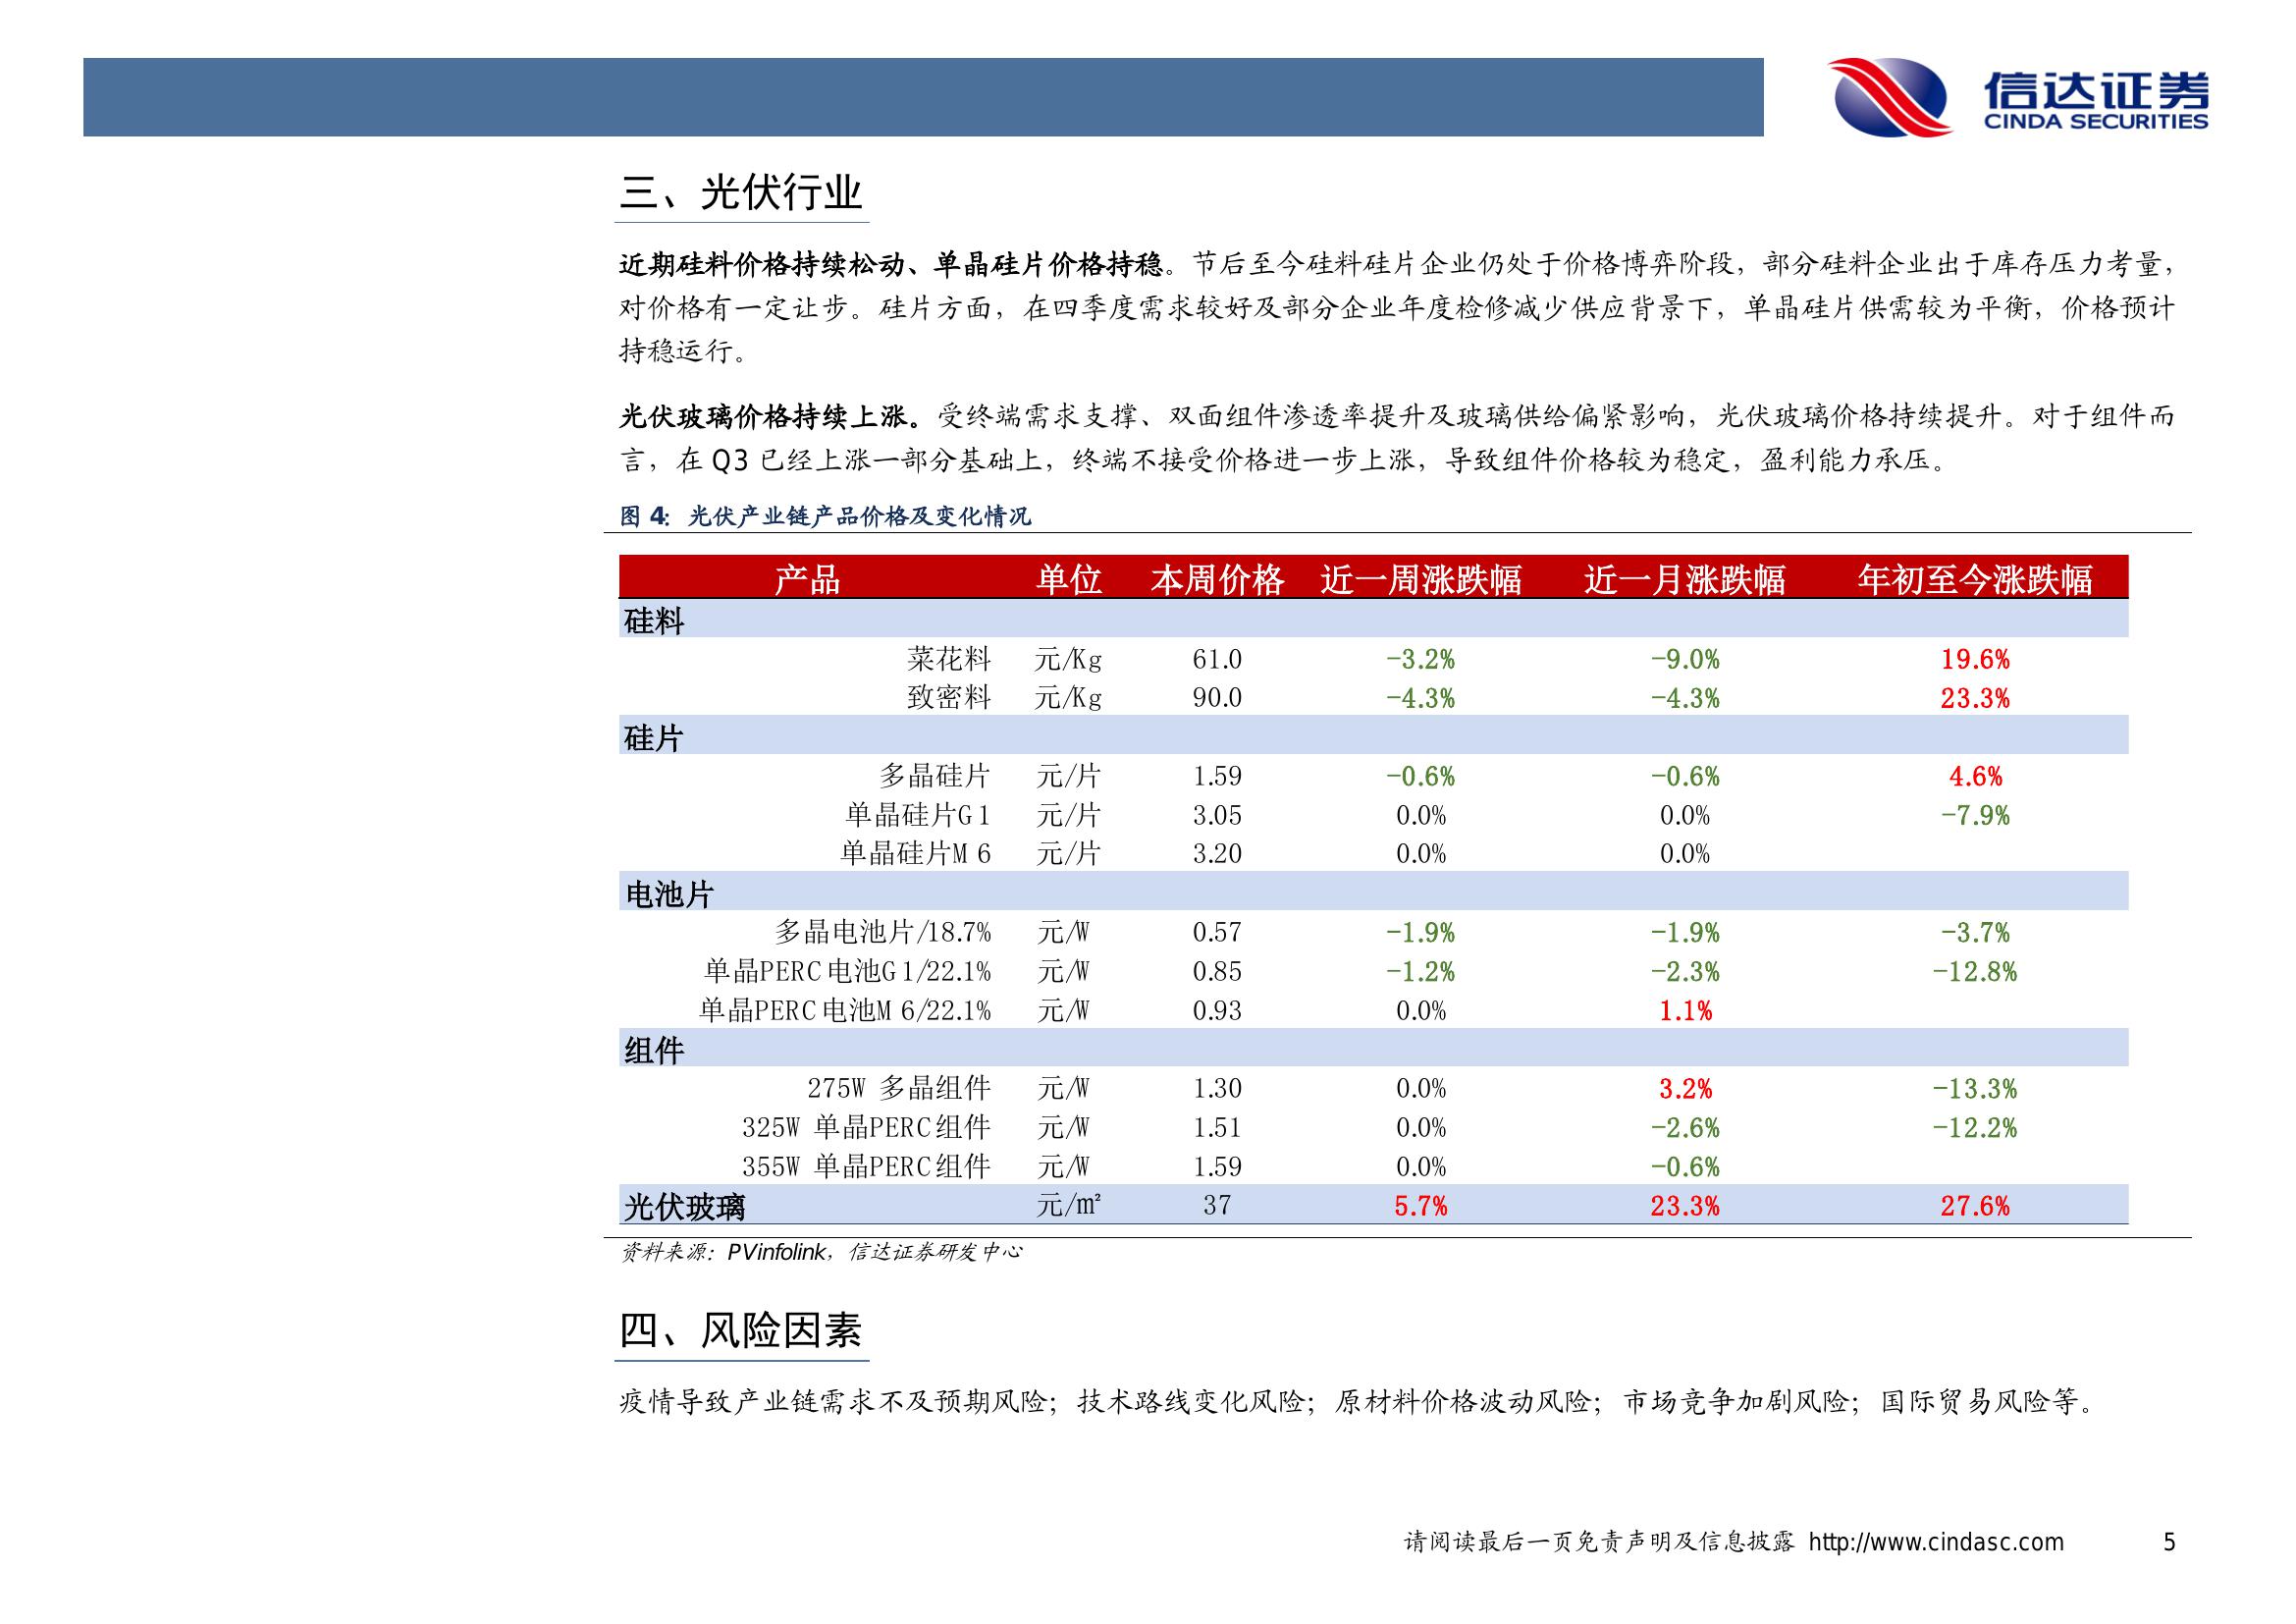 信达证券
CINDA SECURITIES
三、光伏行业
近期硅料价格持续松动、单晶硅片价格持稳。节后至今硅料硅片企业仍处于价格博弈阶段，部分硅料企业出于库存压力考量，
对价格有一定让步。硅片方面，在四季度需求较好及部分企业年度检修减少供应背景下，单晶硅片供需较为平衡，价格预计
持稳运行。
光伏玻璃价格持续上涨。受终端需求支撑、双面组件渗透率提升及玻璃供给偏紧影响，光伏玻璃价格持续提升。对于组件而
言，在 Q3 已经上涨一部分基础上，终端不接受价格进一步上涨，导致组件价格较为稳定，盈利能力承压。
图 4：光伏产业链产品价格及变化情况
产品 单位 本周价格 近一周涨跌幅 近一月涨跌幅 年初至今涨跌幅
硅料
菜花料 元/Kg 61.0 -3.2% -9.0% 19.6%
致密料 元/Kg 90.0 -4.3% -4.3% 23.3%
硅片
多晶硅片 元/片 1.59 -0.6% -0.6% 4.6%
单晶硅片G1 元/片 3.05 0.0% 0.0% -7.9%
单晶硅片M6 元/片 3.20 0.0% 0.0%
电池片
多晶电池片/18.7% 元/W 0.57 -1.9% -1.9% -3.7%
单晶PERC电池G1/22.1% 元/W 0.85 -1.2% -2.3% -12.8%
单晶PERC电池M6/22.1% 元/W 0.93 0.0% 1.1%
组件
275W 多晶组件 元/W 1.30 0.0% 3.2% -13.3%
325W 单晶PERC组件 元/W 1.51 0.0% -2.6% -12.2%
355W 单晶PERC组件 元/W 1.59 0.0% -0.6%
光伏玻璃 元/㎡ 37 5.7% 23.3% 27.6%
资料来源：PVinfolink，信达证券研发中心
四、风险因素
疫情导致产业链需求不及预期风险；技术路线变化风险；原材料价格波动风险；市场竞争加剧风险；国际贸易风险等。
请阅读最后一页免责声明及信息披露 http://www.cindasc.com 5